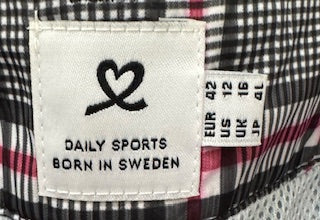 DAILY SPORTS
BORN IN SWEDEN
EUR 42
US 12
UK 16
JP 4L